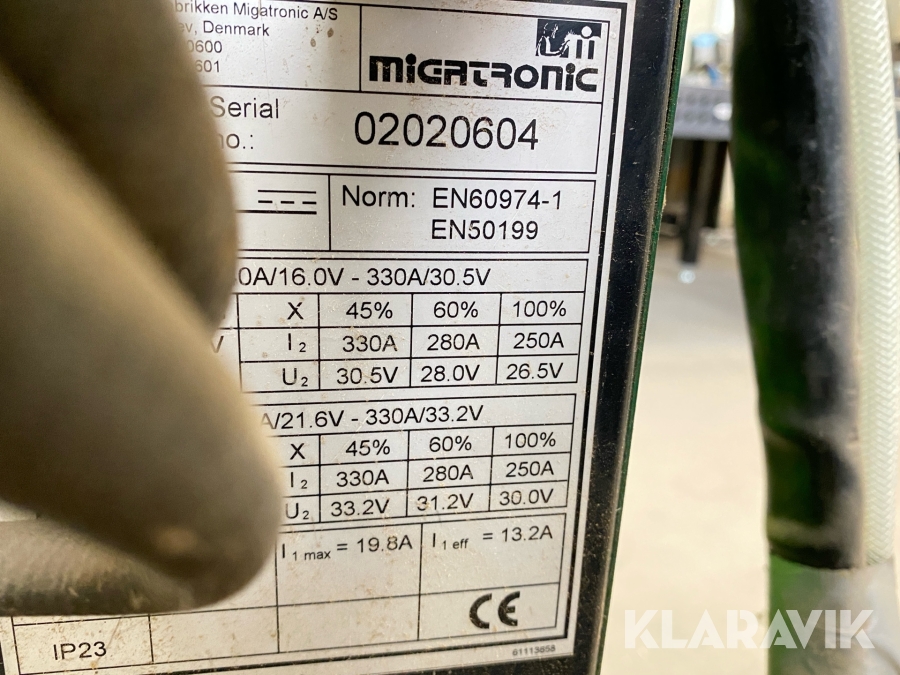 abrikken Migatronic A/S
ev, Denmark
0600
601
MIGATRONIC
Serial
no.:
02020604
Norm: EN60974-1
EN50199
0A/16.0V - 330A/30.5V
X 45% 60% 100%
V I2 330A 280A 250A
U2 30.5V 28.0V 26.5V
A/21.6V - 330A/33.2V
X 45% 60% 100%
I2 330A 280A 250A
U2 33.2V 31.2V 30.0V
I1 max = 19.8A I1 eff = 13.2A
CE
IP23
61113658
KLARAVIK